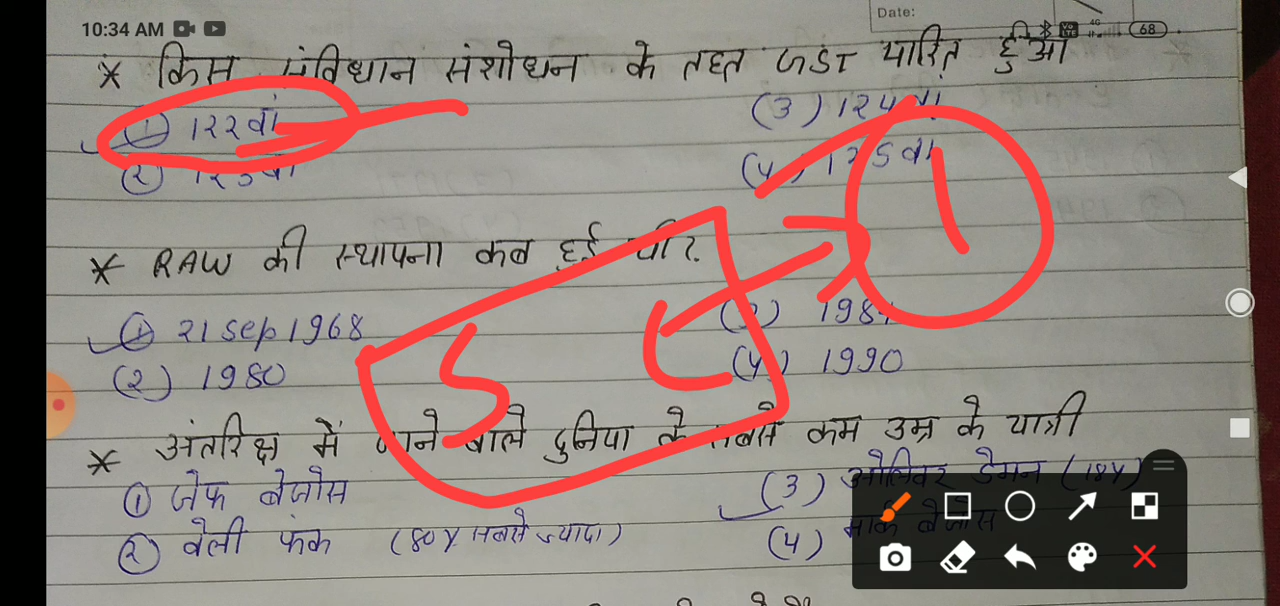 10:34 AM
Date:
4G
68
* किस संविधान संशोधन के तहत GST पारित हुआ
(1) 122वां (3) 124वां
(2) 123वां (4) 125वां
* RAW की स्थापना कब हुई थी?
(1) 21 Sep 1968 (3) 1984
(2) 1980 (4) 1990
* अंतरिक्ष में जाने वाले दुनिया के सबसे कम उम्र के यात्री
(1) जेफ बेजोस (3) ओलिवर डैमन (18Y)
(2) वेली फंक (80Y सबसे ज्यादा) (4) मार्क बेजोस
1
S C